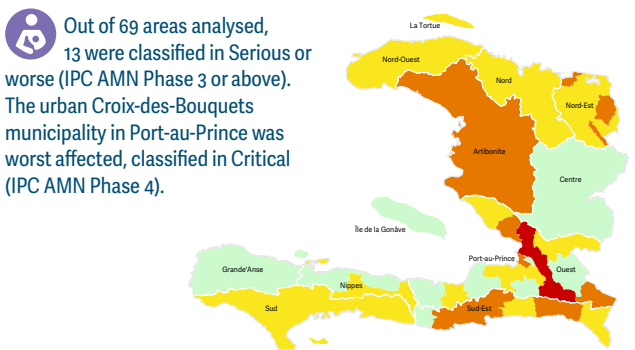 Out of 69 areas analysed,
13 were classified in Serious or
worse (IPC AMN Phase 3 or above).
The urban Croix-des-Bouquets
municipality in Port-au-Prince was
worst affected, classified in Critical
(IPC AMN Phase 4).
La Tortue
Nord-Ouest
Nord
Nord-Est
Artibonite
Centre
Île de la Gonâve
Port-au-Prince
Ouest
Grande'Anse
Nippes
Sud
Sud-Est